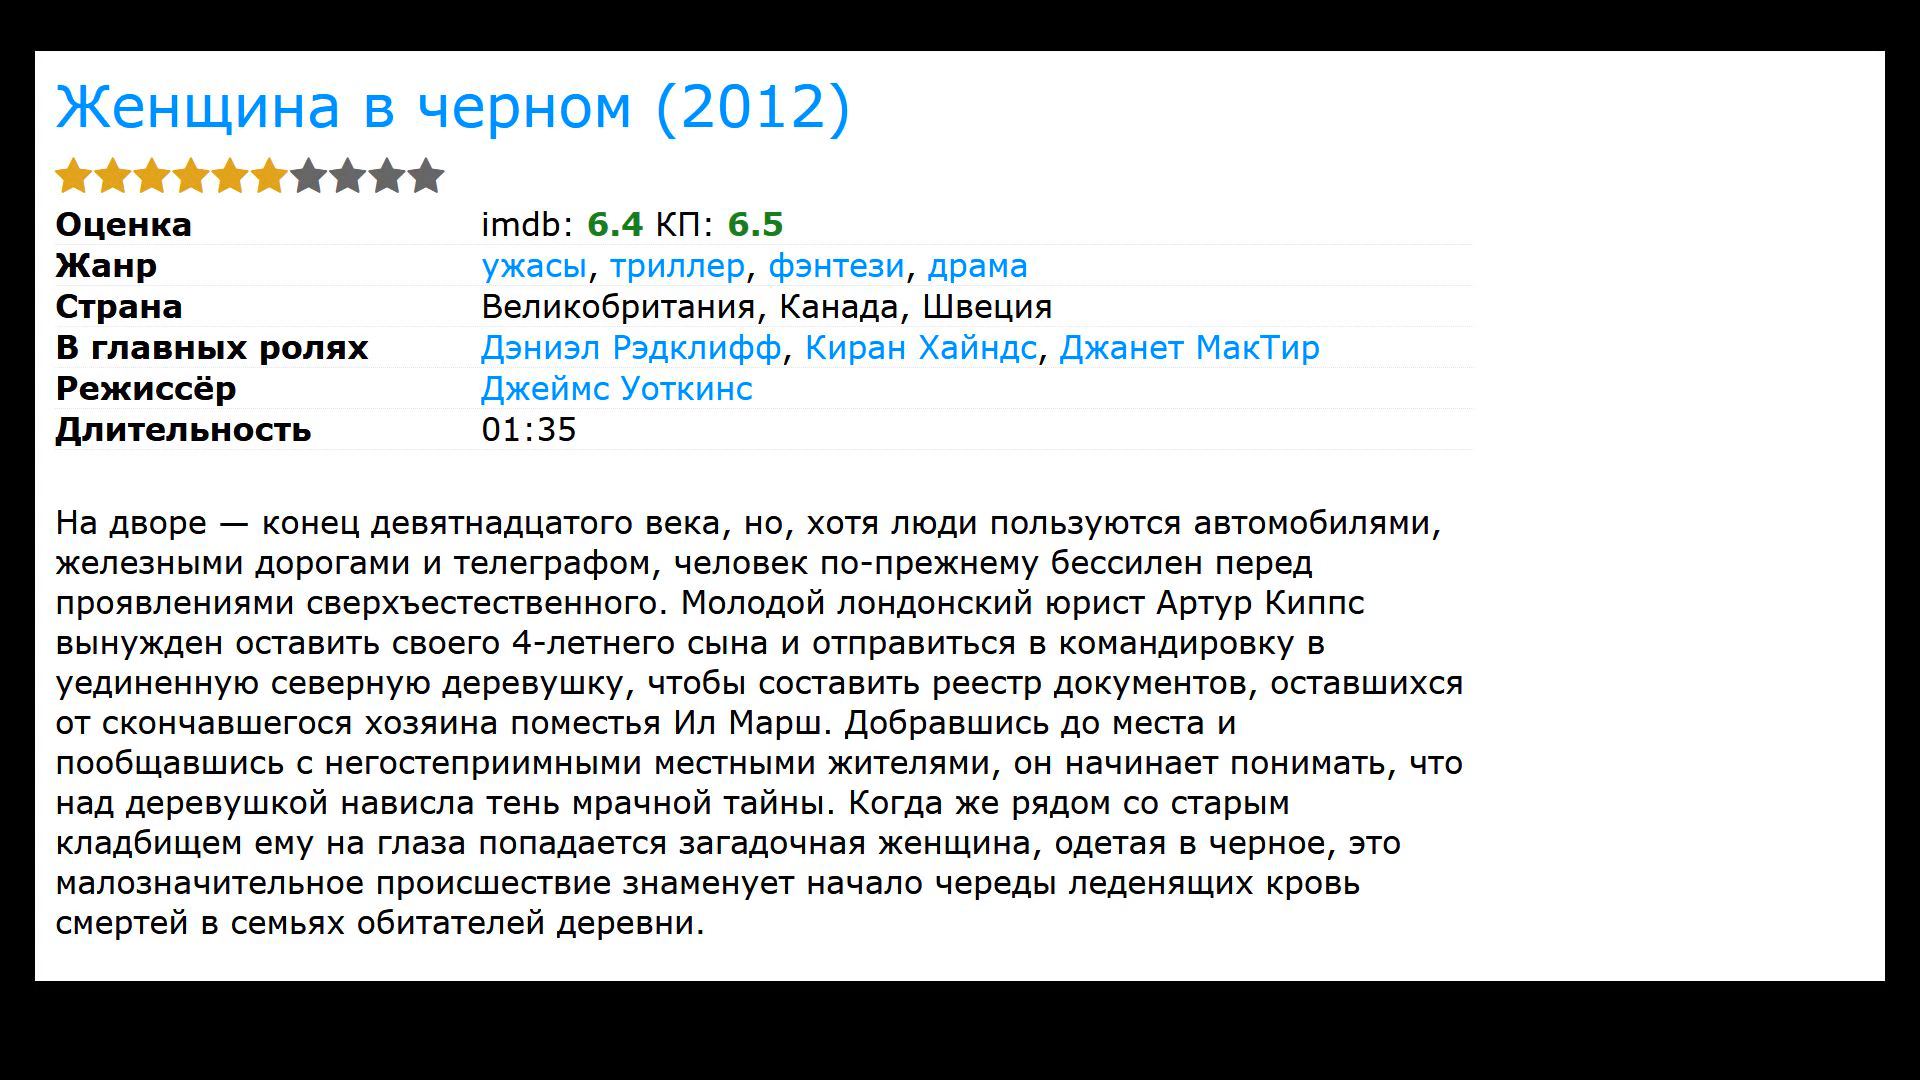 Женщина в черном (2012)
Оценка imdb: 6.4 КП: 6.5
Жанр ужасы, триллер, фэнтези, драма
Страна Великобритания, Канада, Швеция
В главных ролях Дэниэл Рэдклифф, Киран Хайндс, Джанет МакТир
Режиссёр Джеймс Уоткинс
Длительность 01:35
На дворе — конец девятнадцатого века, но, хотя люди пользуются автомобилями,
железными дорогами и телеграфом, человек по-прежнему бессилен перед
проявлениями сверхъестественного. Молодой лондонский юрист Артур Киппс
вынужден оставить своего 4-летнего сына и отправиться в командировку в
уединенную северную деревушку, чтобы составить реестр документов, оставшихся
от скончавшегося хозяина поместья Ил Марш. Добравшись до места и
пообщавшись с негостеприимными местными жителями, он начинает понимать, что
над деревушкой нависла тень мрачной тайны. Когда же рядом со старым
кладбищем ему на глаза попадается загадочная женщина, одетая в черное, это
малозначительное происшествие знаменует начало череды леденящих кровь
смертей в семьях обитателей деревни.